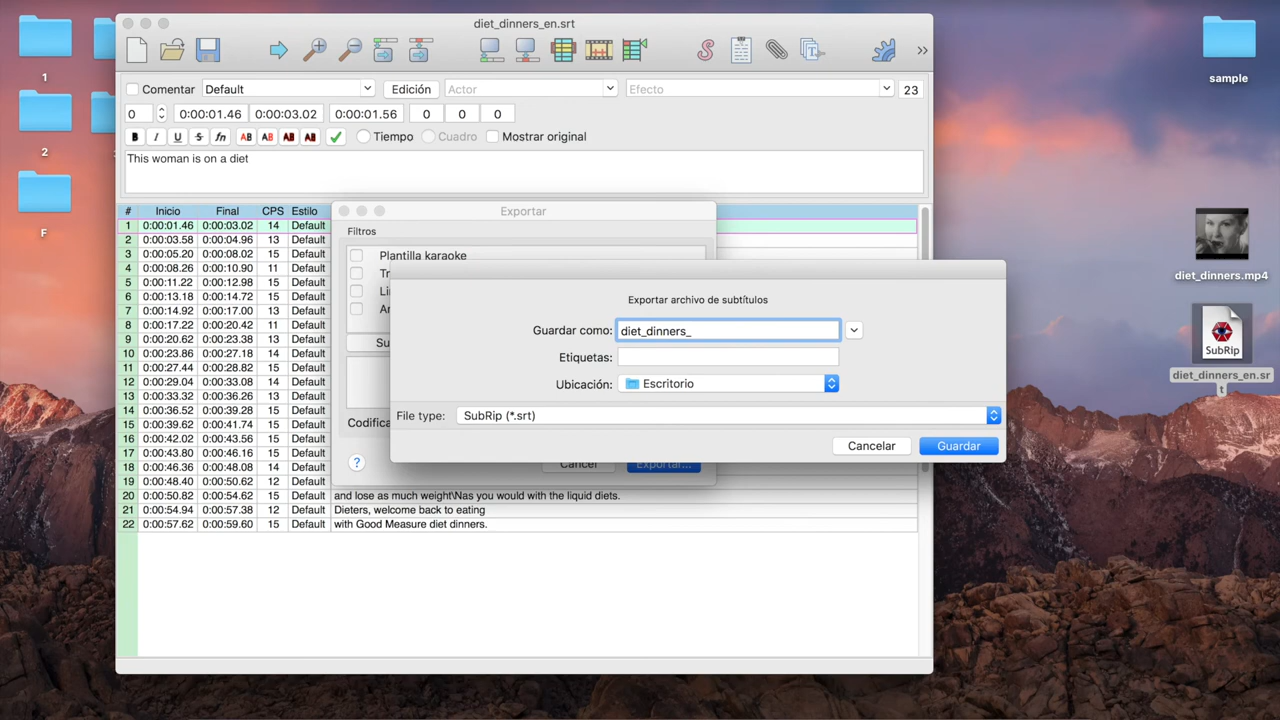 diet_dinners_en.srt
Comentar Default Edición Actor Efecto 23
0 0:00:01.46 0:00:03.02 0:00:01.56 0 0 0
B I U S fn AB AB AB AB Tiempo Cuadro Mostrar original
This woman is on a diet
# Inicio Final CPS Estilo
1 0:00:01.46 0:00:03.02 14 Default
2 0:00:03.58 0:00:04.96 13 Default
3 0:00:05.20 0:00:08.02 15 Default
4 0:00:08.26 0:00:10.90 11 Default
5 0:00:11.22 0:00:12.98 15 Default
6 0:00:13.18 0:00:14.72 15 Default
7 0:00:14.92 0:00:17.00 13 Default
8 0:00:17.22 0:00:20.42 11 Default
9 0:00:20.62 0:00:23.38 13 Default
10 0:00:23.86 0:00:27.18 14 Default
11 0:00:27.44 0:00:28.82 15 Default
12 0:00:29.04 0:00:33.08 14 Default
13 0:00:33.32 0:00:36.26 13 Default
14 0:00:36.52 0:00:39.28 15 Default
15 0:00:39.62 0:00:41.74 15 Default
16 0:00:42.02 0:00:43.56 15 Default
17 0:00:43.80 0:00:46.16 15 Default
18 0:00:46.36 0:00:48.08 14 Default
19 0:00:48.40 0:00:50.62 12 Default
20 0:00:50.82 0:00:54.62 15 Default and lose as much weight\Nas you would with the liquid diets.
21 0:00:54.94 0:00:57.38 12 Default Dieters, welcome back to eating
22 0:00:57.62 0:00:59.60 15 Default with Good Measure diet dinners.
Exportar
Filtros
Plantilla karaoke
Tr
Li
Ar
Su
Codifica
?
Cancel Exportar...
Exportar archivo de subtítulos
Guardar como: diet_dinners_
Etiquetas:
Ubicación: Escritorio
File type: SubRip (*.srt)
Cancelar Guardar
1
2
F
sample
diet_dinners.mp4
SubRip
diet_dinners_en.sr
t